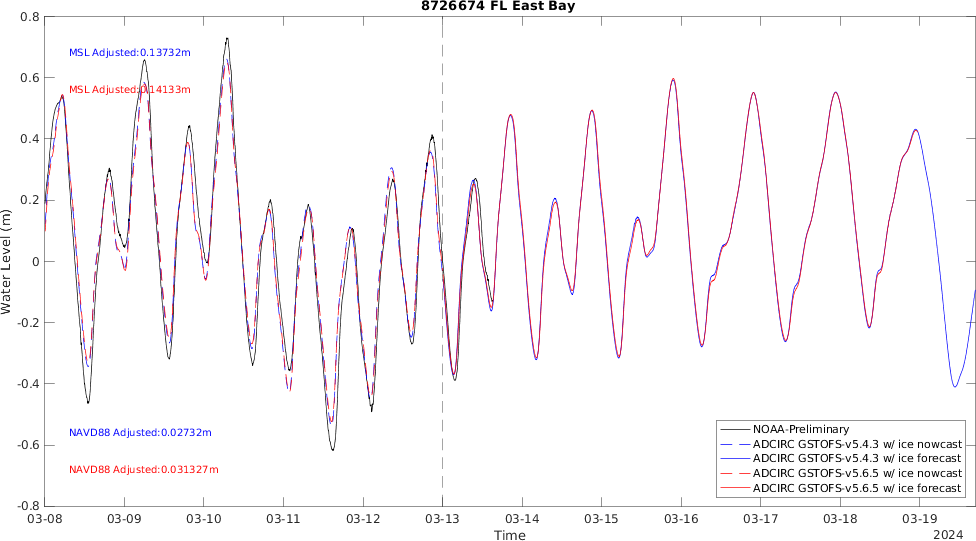 8726674 FL East Bay
0.8
0.6
0.4
0.2
0
-0.2
-0.4
-0.6
-0.8
Water Level (m)
MSL Adjusted:0.13732m
MSL Adjusted:0.14133m
NAVD88 Adjusted:0.02732m
NAVD88 Adjusted:0.031327m
NOAA-Preliminary
ADCIRC GSTOFS-v5.4.3 w/ ice nowcast
ADCIRC GSTOFS-v5.4.3 w/ ice forecast
ADCIRC GSTOFS-v5.6.5 w/ ice nowcast
ADCIRC GSTOFS-v5.6.5 w/ ice forecast
03-08 03-09 03-10 03-11 03-12 03-13 03-14 03-15 03-16 03-17 03-18 03-19
Time
2024